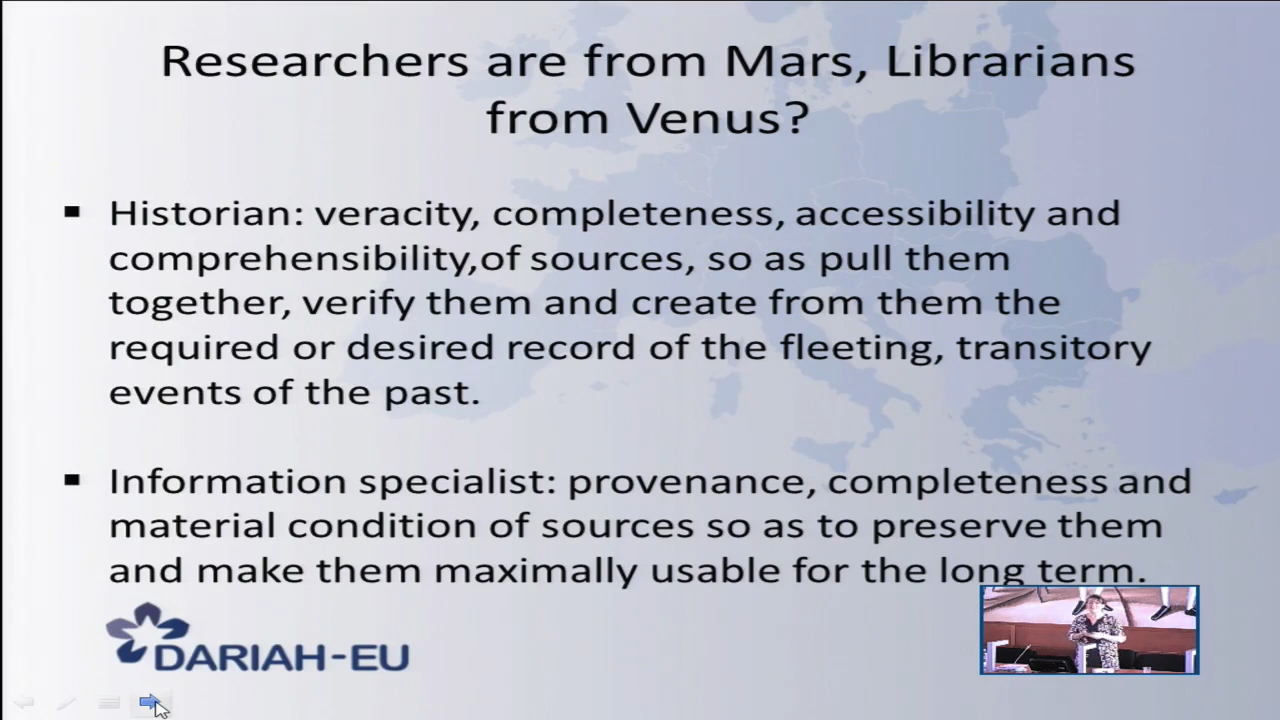 Researchers are from Mars, Librarians
from Venus?
Historian: veracity, completeness, accessibility and
comprehensibility,of sources, so as pull them
together, verify them and create from them the
required or desired record of the fleeting, transitory
events of the past.
Information specialist: provenance, completeness and
material condition of sources so as to preserve them
and make them maximally usable for the long term.
DARIAH-EU